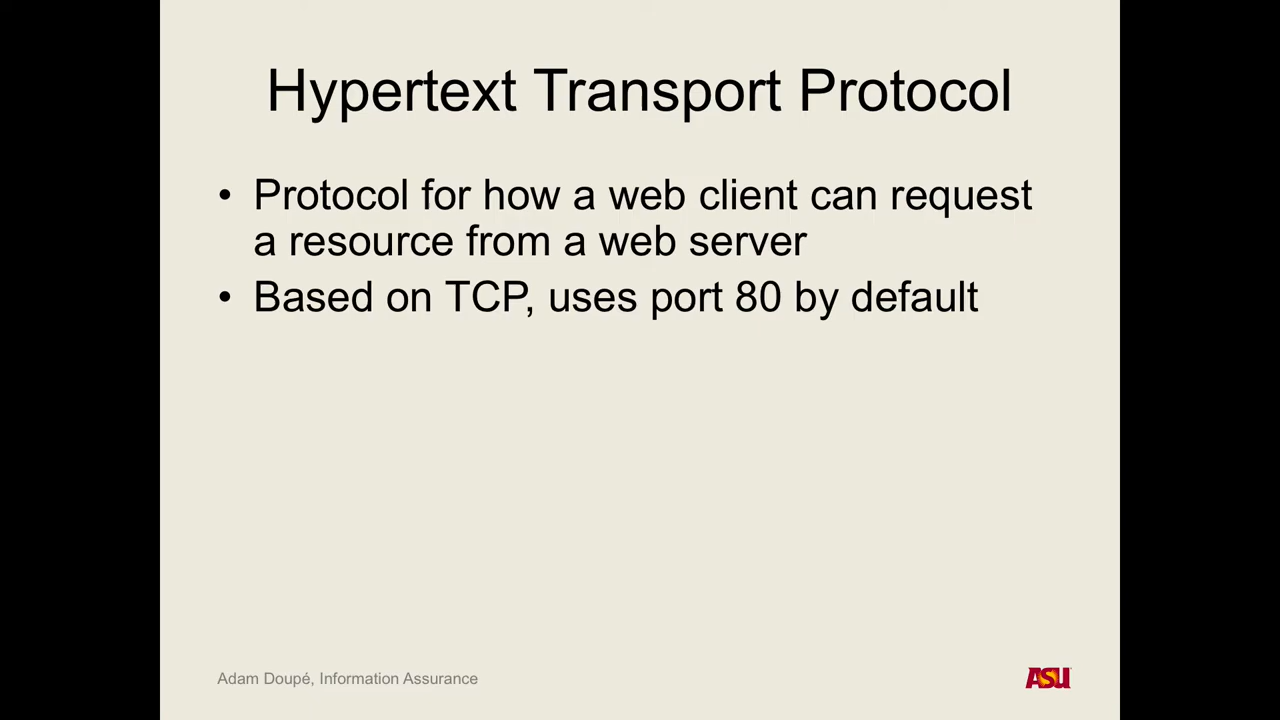 Hypertext Transport Protocol
• Protocol for how a web client can request
a resource from a web server
• Based on TCP, uses port 80 by default
Adam Doupé, Information Assurance
ASU